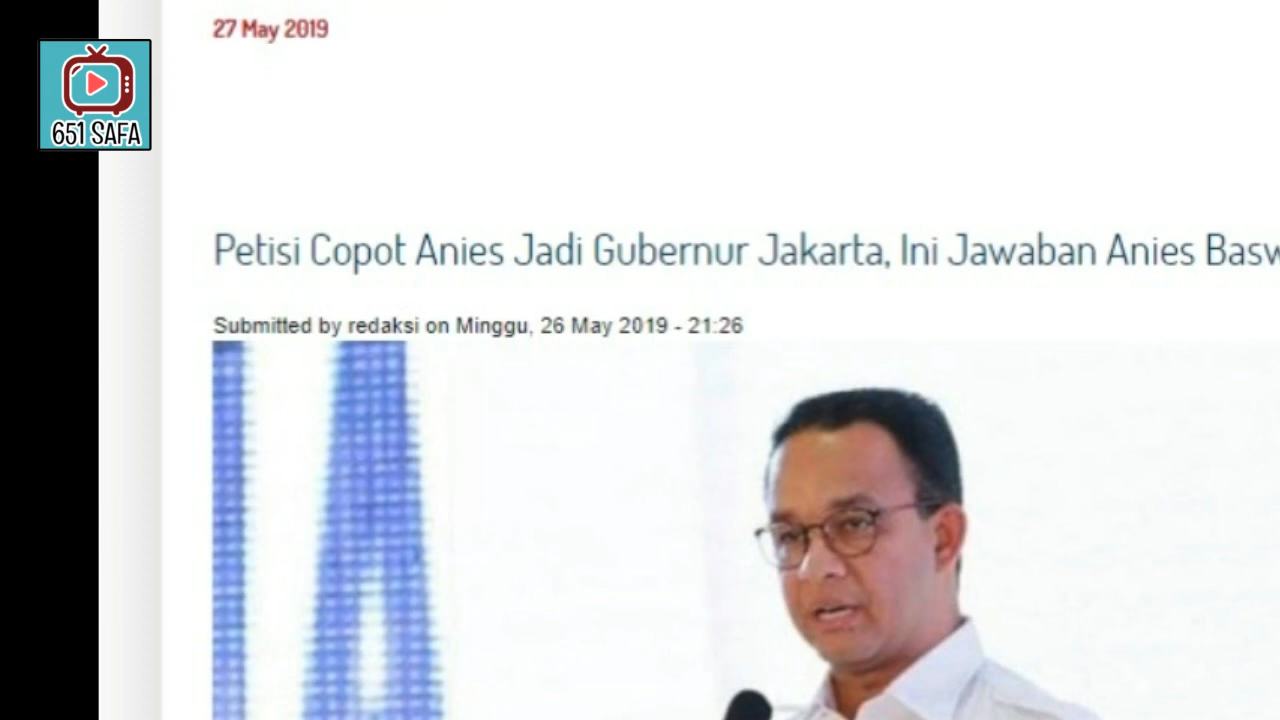 27 May 2019
651 SAFA
Petisi Copot Anies Jadi Gubernur Jakarta, Ini Jawaban Anies Basw
Submitted by redaksi on Minggu, 26 May 2019 - 21:26